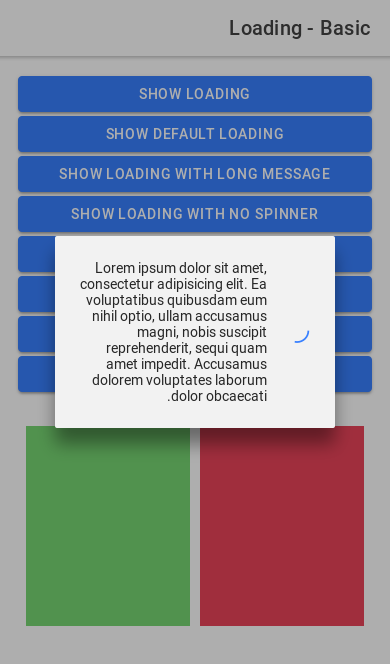 Loading - Basic
SHOW LOADING
SHOW DEFAULT LOADING
SHOW LOADING WITH LONG MESSAGE
SHOW LOADING WITH NO SPINNER
Lorem ipsum dolor sit amet,
consectetur adipisicing elit. Ea
voluptatibus quibusdam eum
nihil optio, ullam accusamus
magni, nobis suscipit
reprehenderit, sequi quam
amet impedit. Accusamus
dolorem voluptates laborum
.dolor obcaecati